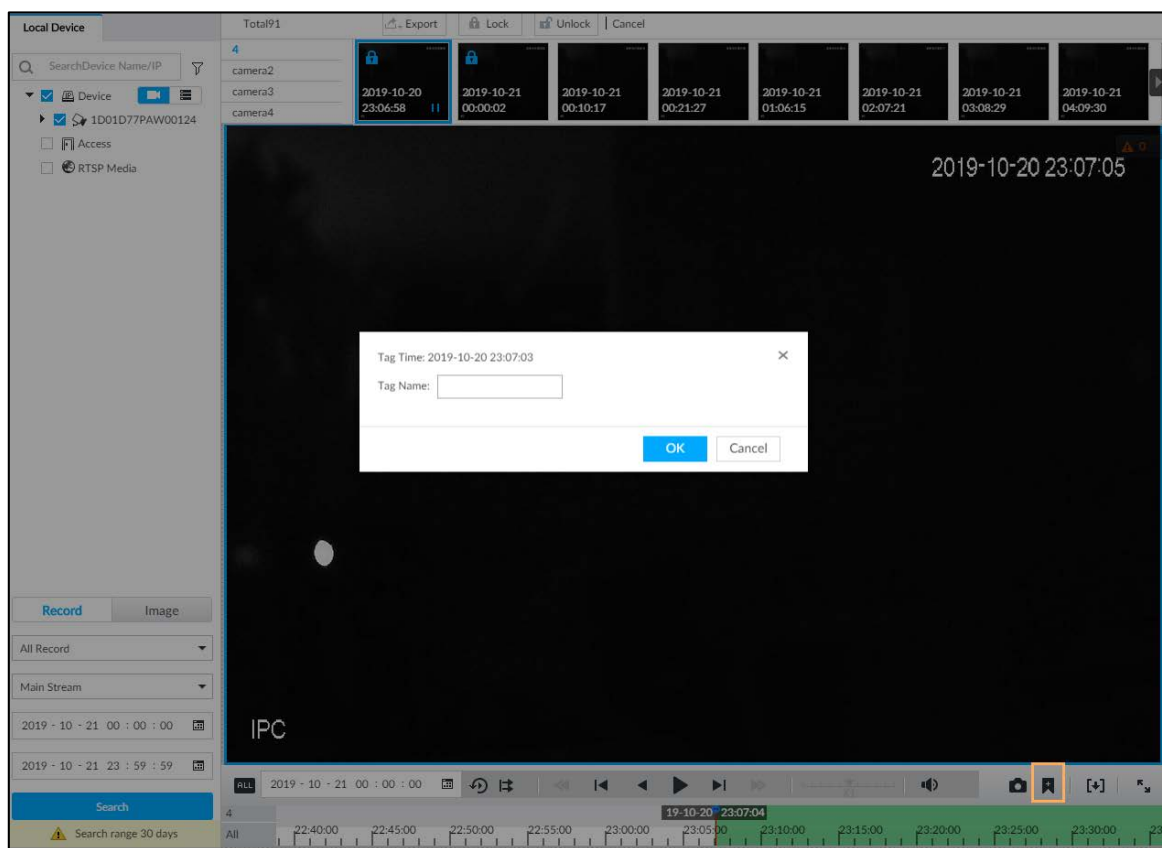 Local Device
Total91
Export
Lock
Unlock
Cancel
SearchDevice Name/IP
Device
1D01D77PAW00124
Access
RTSP Media
4
camera2
camera3
camera4
2019-10-20
23:06:58
2019-10-21
00:00:02
2019-10-21
00:10:17
2019-10-21
00:21:27
2019-10-21
01:06:15
2019-10-21
02:07:21
2019-10-21
03:08:29
2019-10-21
04:09:30
0
2019-10-20 23:07:05
Tag Time: 2019-10-20 23:07:03
Tag Name:
OK
Cancel
IPC
Record
Image
All Record
Main Stream
2019 - 10 - 21 00 : 00 : 00
2019 - 10 - 21 23 : 59 : 59
Search
Search range 30 days
ALL
2019 - 10 - 21 00 : 00 : 00
4
19-10-20 23:07:04
All
22:40:00
22:45:00
22:50:00
22:55:00
23:00:00
23:05:00
23:10:00
23:15:00
23:20:00
23:25:00
23:30:00